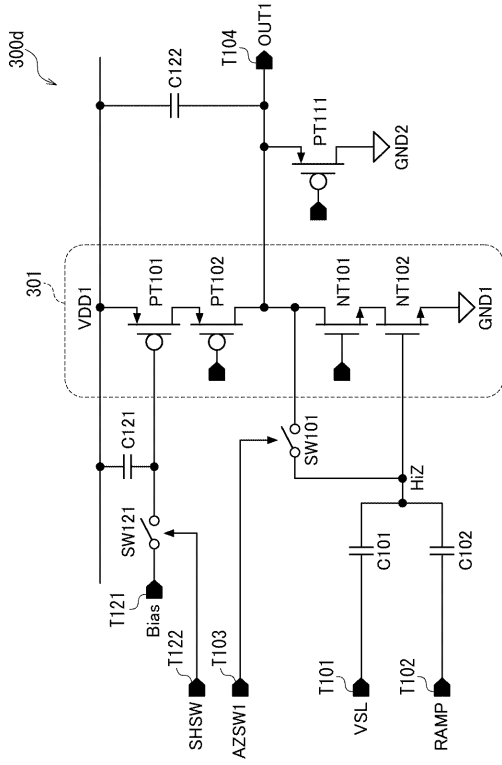 300d
T104
OUT1
C122
PT111
GND2
301
VDD1
PT101
PT102
NT101
NT102
GND1
C121
SW121
SW101
HiZ
T121
Bias
T122
SHSW
T103
AZSW1
C101
C102
T101
VSL
T102
RAMP